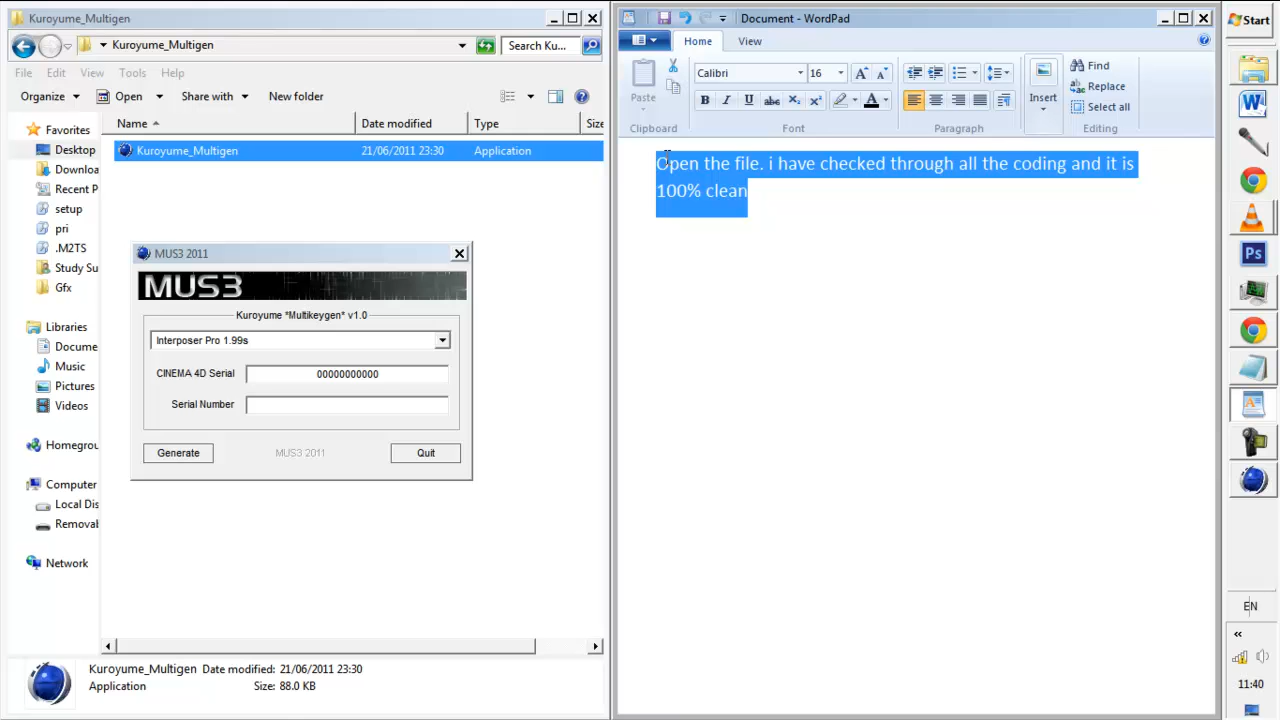 Kuroyume_Multigen
Kuroyume_Multigen
Search Ku...
File Edit View Tools Help
Organize Open Share with New folder
Name Date modified Type Size
Favorites
Desktop
Downloa
Recent P
setup
pri
.M2TS
Study Su
Gfx
Libraries
Docume
Music
Pictures
Videos
Homegrou
Computer
Local Dis
Removab
Network
Kuroyume_Multigen 21/06/2011 23:30 Application
MUS3 2011
MUS3
Kuroyume *Multikeygen* v1.0
Interposer Pro 1.99s
CINEMA 4D Serial 00000000000
Serial Number
Generate MUS3 2011 Quit
Kuroyume_Multigen Date modified: 21/06/2011 23:30
Application Size: 88.0 KB
Document - WordPad
Home View
Paste
Clipboard
Calibri 16
B I U abc X₂ X²
Font
Paragraph
Insert
Find
Replace
Select all
Editing
Open the file. i have checked through all the coding and it is
100% clean
Start
W
Ps
EN
11:40